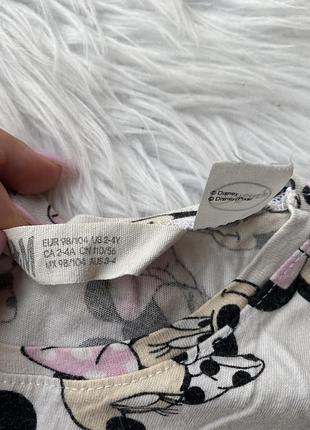 EUR 98/104 US 2-4Y
CA 2-4A CN 110/56
MX 98/104 AUS 3-4
© Disney
© Disney/Pixar